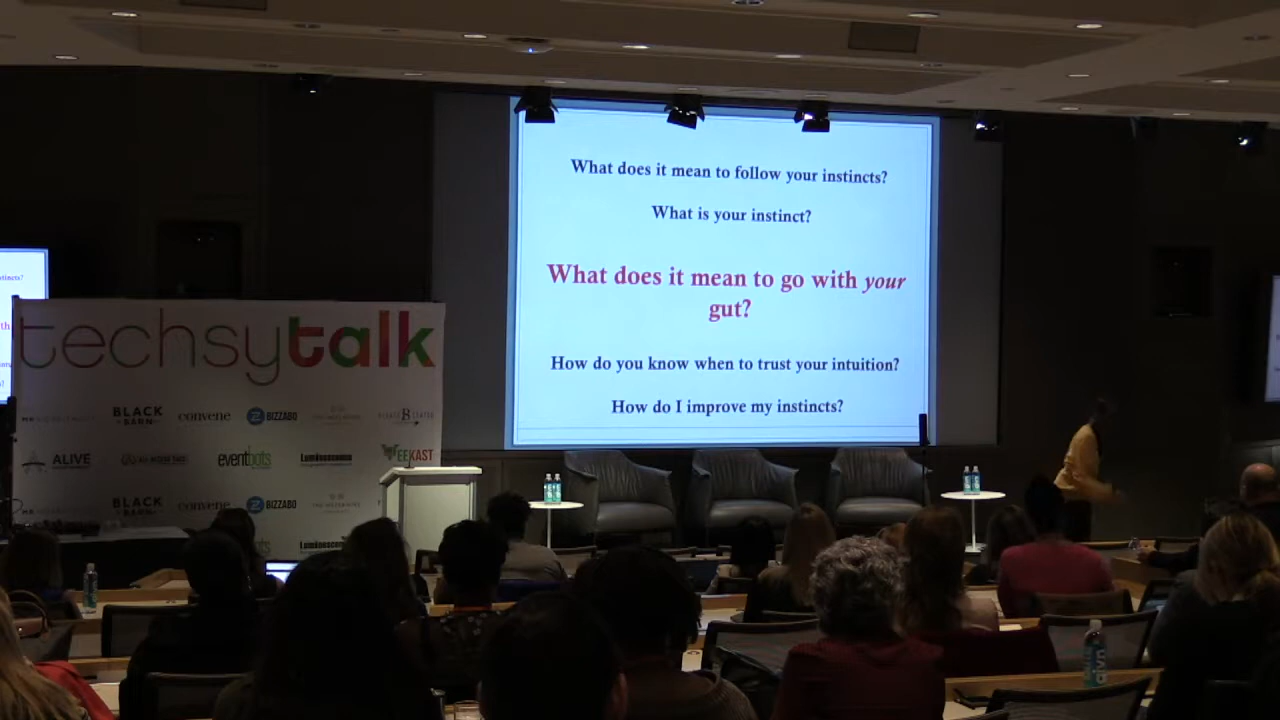 What does it mean to follow your instincts?
What is your instinct?
What does it mean to go with your
gut?
How do you know when to trust your intuition?
How do I improve my instincts?
techsytalk
BLACK
BARN
convene
BIZZABO
ALIVE
eventbots
BLACK
BARN
convene
BIZZABO